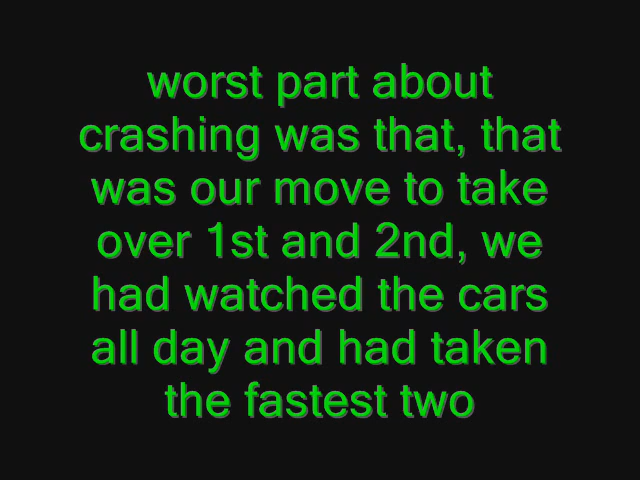 worst part about
crashing was that, that
was our move to take
over 1st and 2nd, we
had watched the cars
all day and had taken
the fastest two